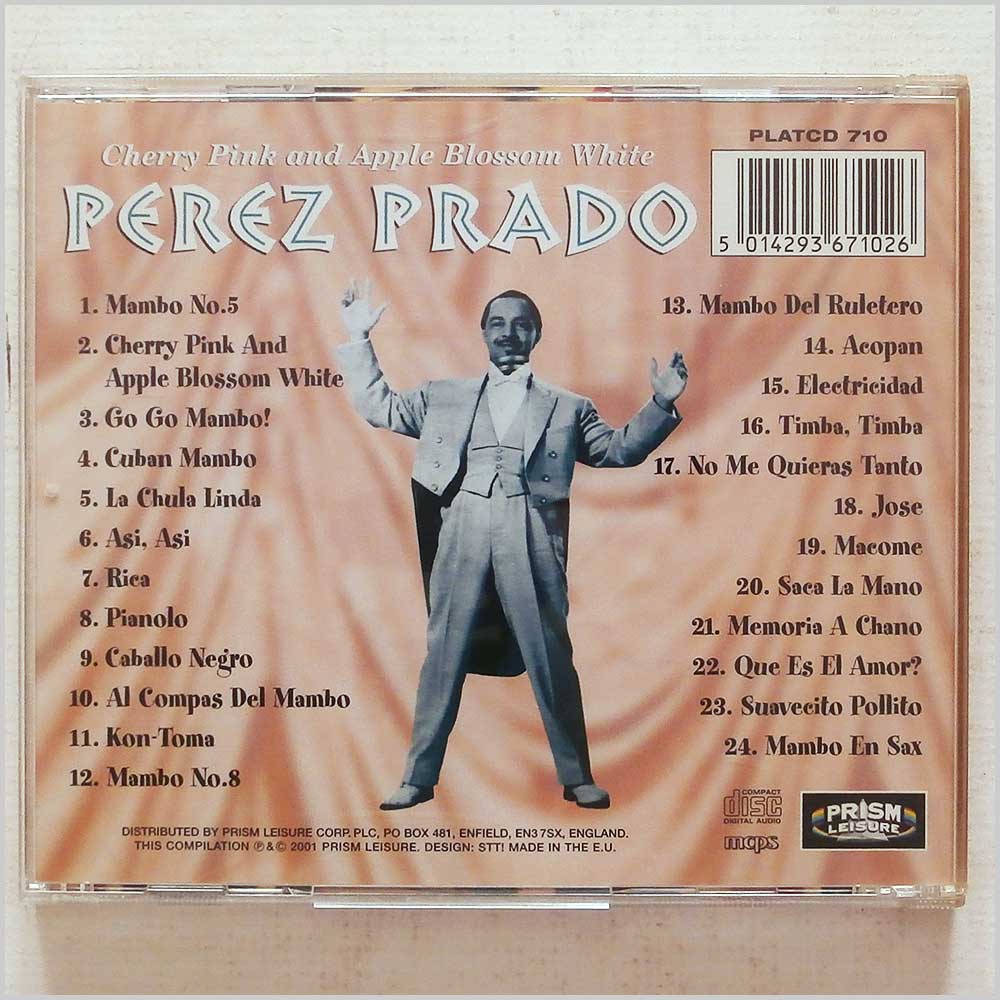 Cherry Pink and Apple Blossom White
PEREZ PRADO
PLATCD 710
5 014293 671026
1. Mambo No.5
2. Cherry Pink And
Apple Blossom White
3. Go Go Mambo!
4. Cuban Mambo
5. La Chula Linda
6. Asi, Asi
7. Rica
8. Pianolo
9. Caballo Negro
10. Al Compas Del Mambo
11. Kon-Toma
12. Mambo No.8
13. Mambo Del Ruletero
14. Acopan
15. Electricidad
16. Timba, Timba
17. No Me Quieras Tanto
18. Jose
19. Macome
20. Saca La Mano
21. Memoria A Chano
22. Que Es El Amor?
23. Suavecito Pollito
24. Mambo En Sax
DISTRIBUTED BY PRISM LEISURE CORP. PLC, PO BOX 481, ENFIELD, EN3 7SX, ENGLAND.
THIS COMPILATION ℗ & © 2001 PRISM LEISURE. DESIGN: STT! MADE IN THE E.U.
COMPACT
disc
DIGITAL AUDIO
mcps
PRISM
LEISURE